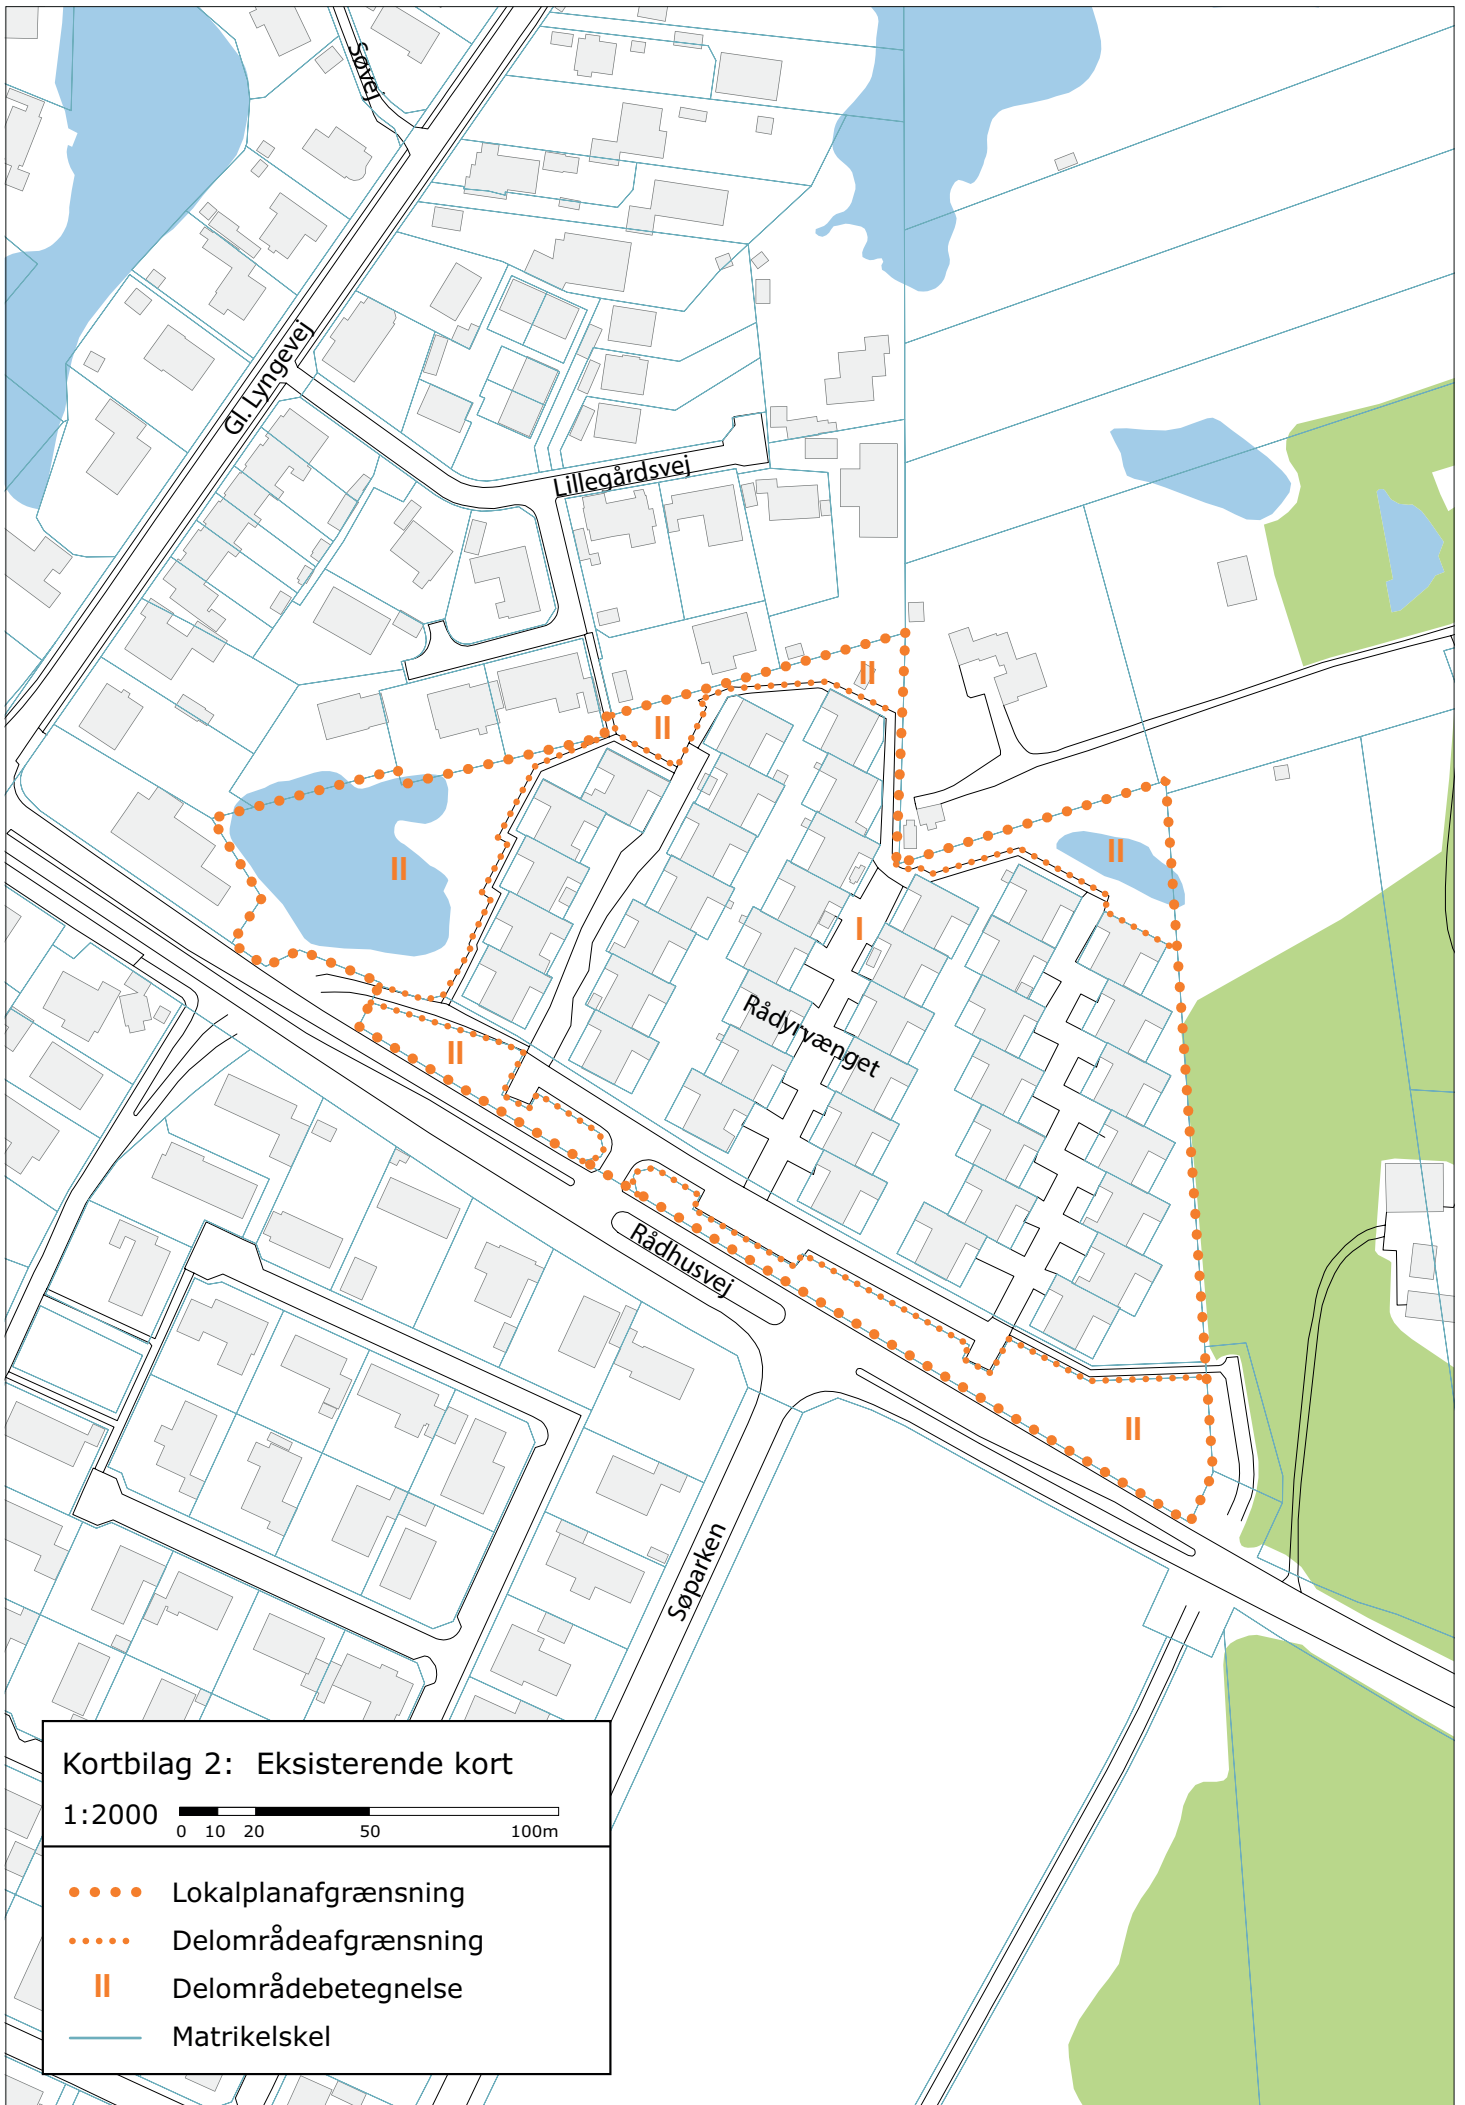 Søvej
Gl. Lyngevej
Lillegårdsvej
II
II
II
II
I
Rådyrvænget
II
Rådhusvej
II
Søparken
Kortbilag 2: Eksisterende kort
1:2000
0 10 20 50 100m
Lokalplanafgrænsning
Delområdeafgrænsning
II Delområdebetegnelse
Matrikelskel